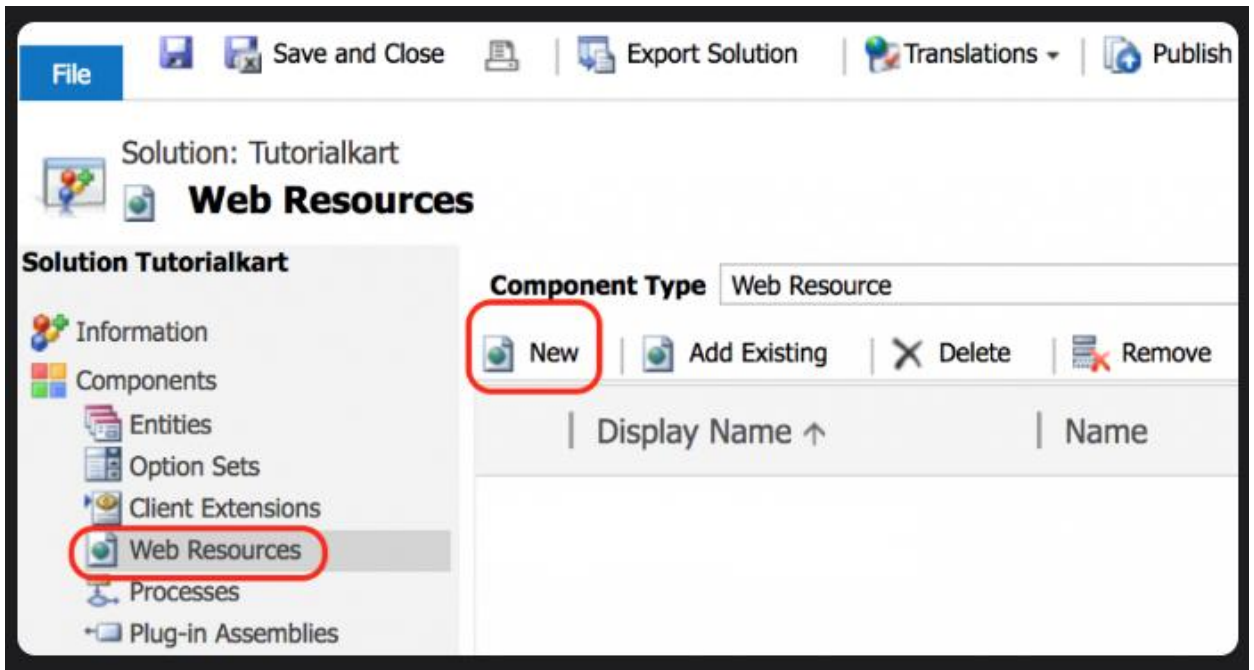 File
Save and Close
Export Solution
Translations
Publish
Solution: Tutorialkart
Web Resources
Solution Tutorialkart
Information
Components
Entities
Option Sets
Client Extensions
Web Resources
Processes
Plug-in Assemblies
Component Type Web Resource
New Add Existing Delete Remove
Display Name ↑ Name